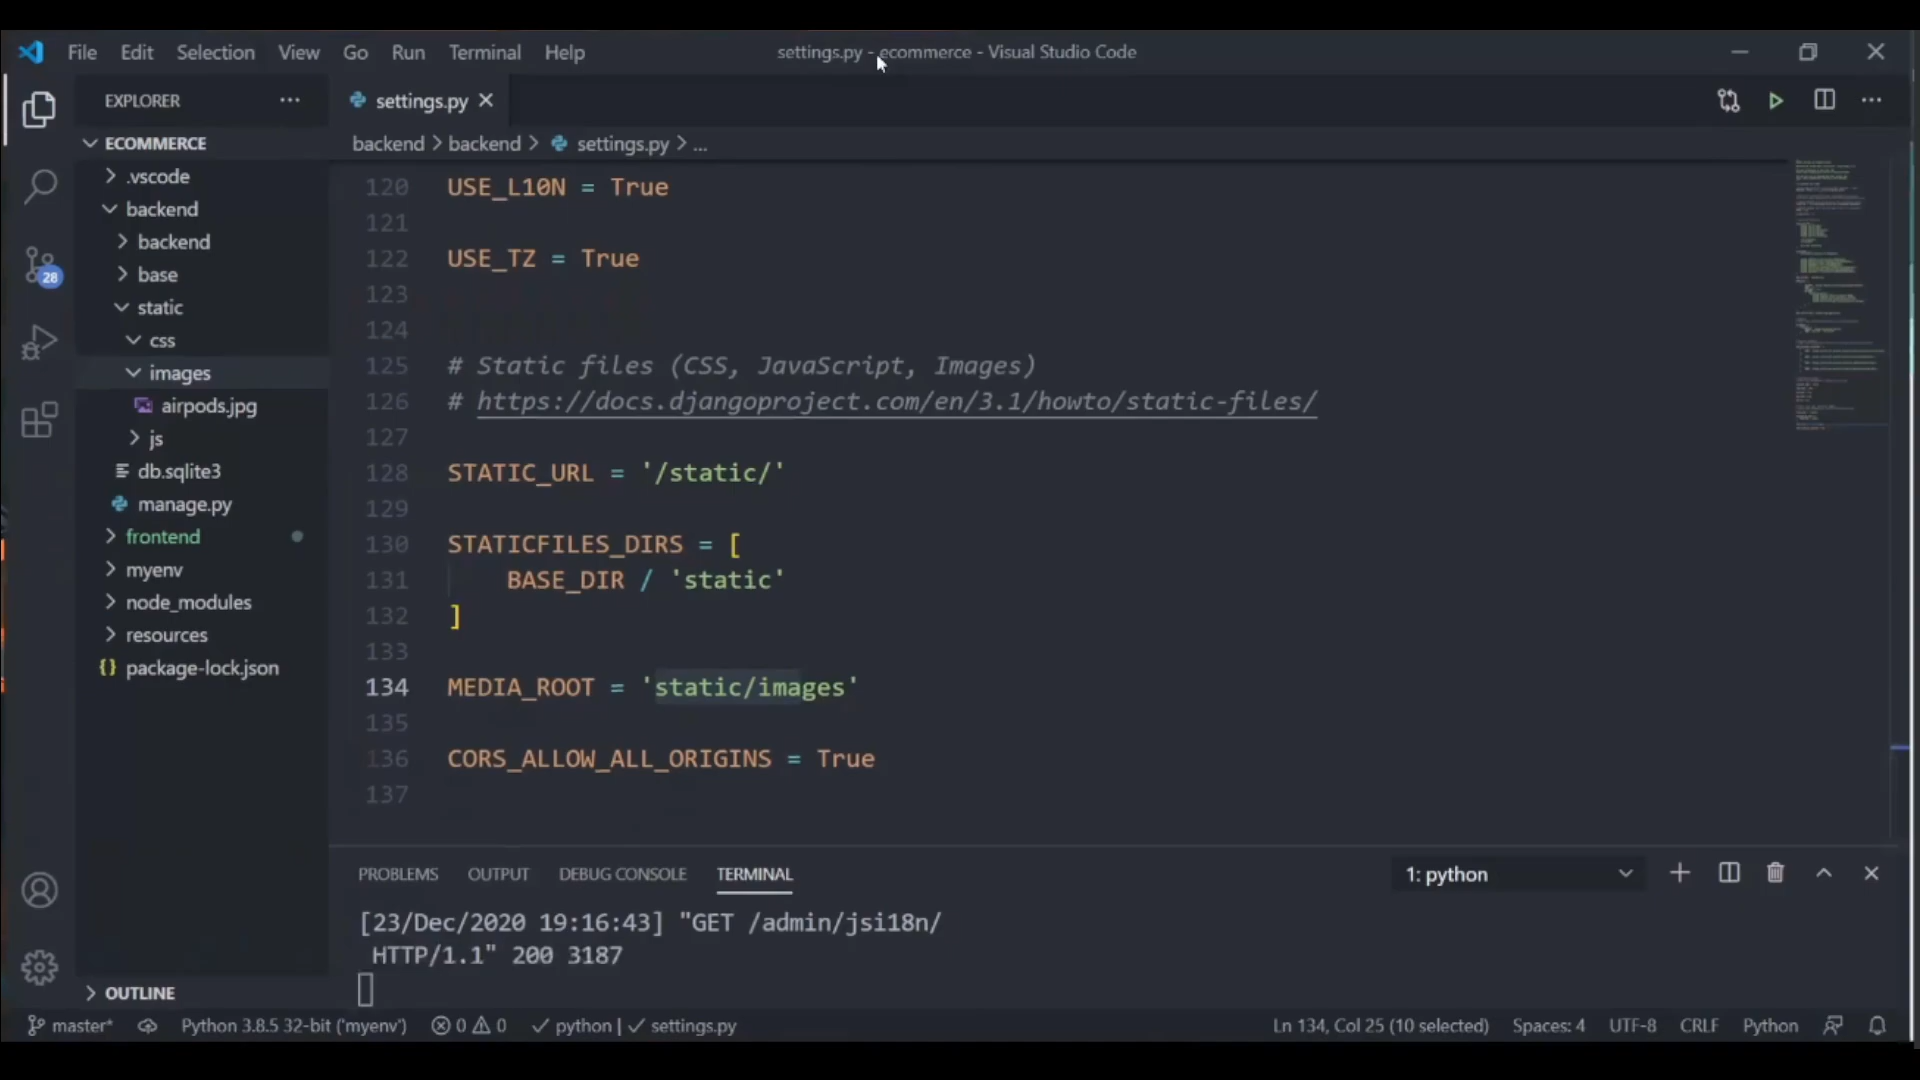 File Edit Selection View Go Run Terminal Help settings.py - ecommerce - Visual Studio Code
EXPLORER
ECOMMERCE
.vscode
backend
backend
base
static
css
images
airpods.jpg
js
db.sqlite3
manage.py
frontend
myenv
node_modules
resources
package-lock.json
OUTLINE
28
settings.py
backend > backend > settings.py > ...
120 USE_L10N = True
121
122 USE_TZ = True
123
124
125 # Static files (CSS, JavaScript, Images)
126 # https://docs.djangoproject.com/en/3.1/howto/static-files/
127
128 STATIC_URL = '/static/'
129
130 STATICFILES_DIRS = [
131 BASE_DIR / 'static'
132 ]
133
134 MEDIA_ROOT = 'static/images'
135
136 CORS_ALLOW_ALL_ORIGINS = True
137
PROBLEMS OUTPUT DEBUG CONSOLE TERMINAL 1: python
[23/Dec/2020 19:16:43] "GET /admin/jsi18n/
HTTP/1.1" 200 3187
master* Python 3.8.5 32-bit ('myenv') 0 0 python | settings.py Ln 134, Col 25 (10 selected) Spaces: 4 UTF-8 CRLF Python